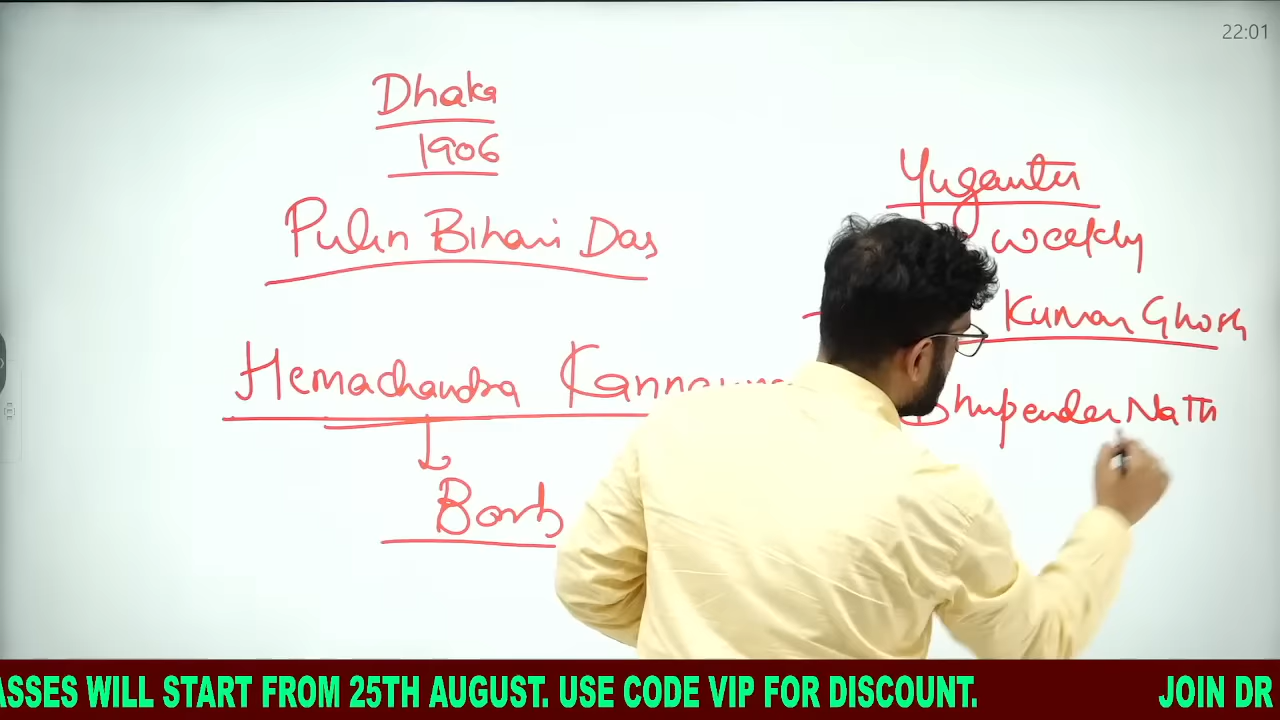 22:01
Dhaka
1906
Pulin Bihari Das
Hemachandra
Bomb
Yugantar
weekly
Kumar Ghosh
Bhupender Nath
ASSES WILL START FROM 25TH AUGUST. USE CODE VIP FOR DISCOUNT. JOIN DR